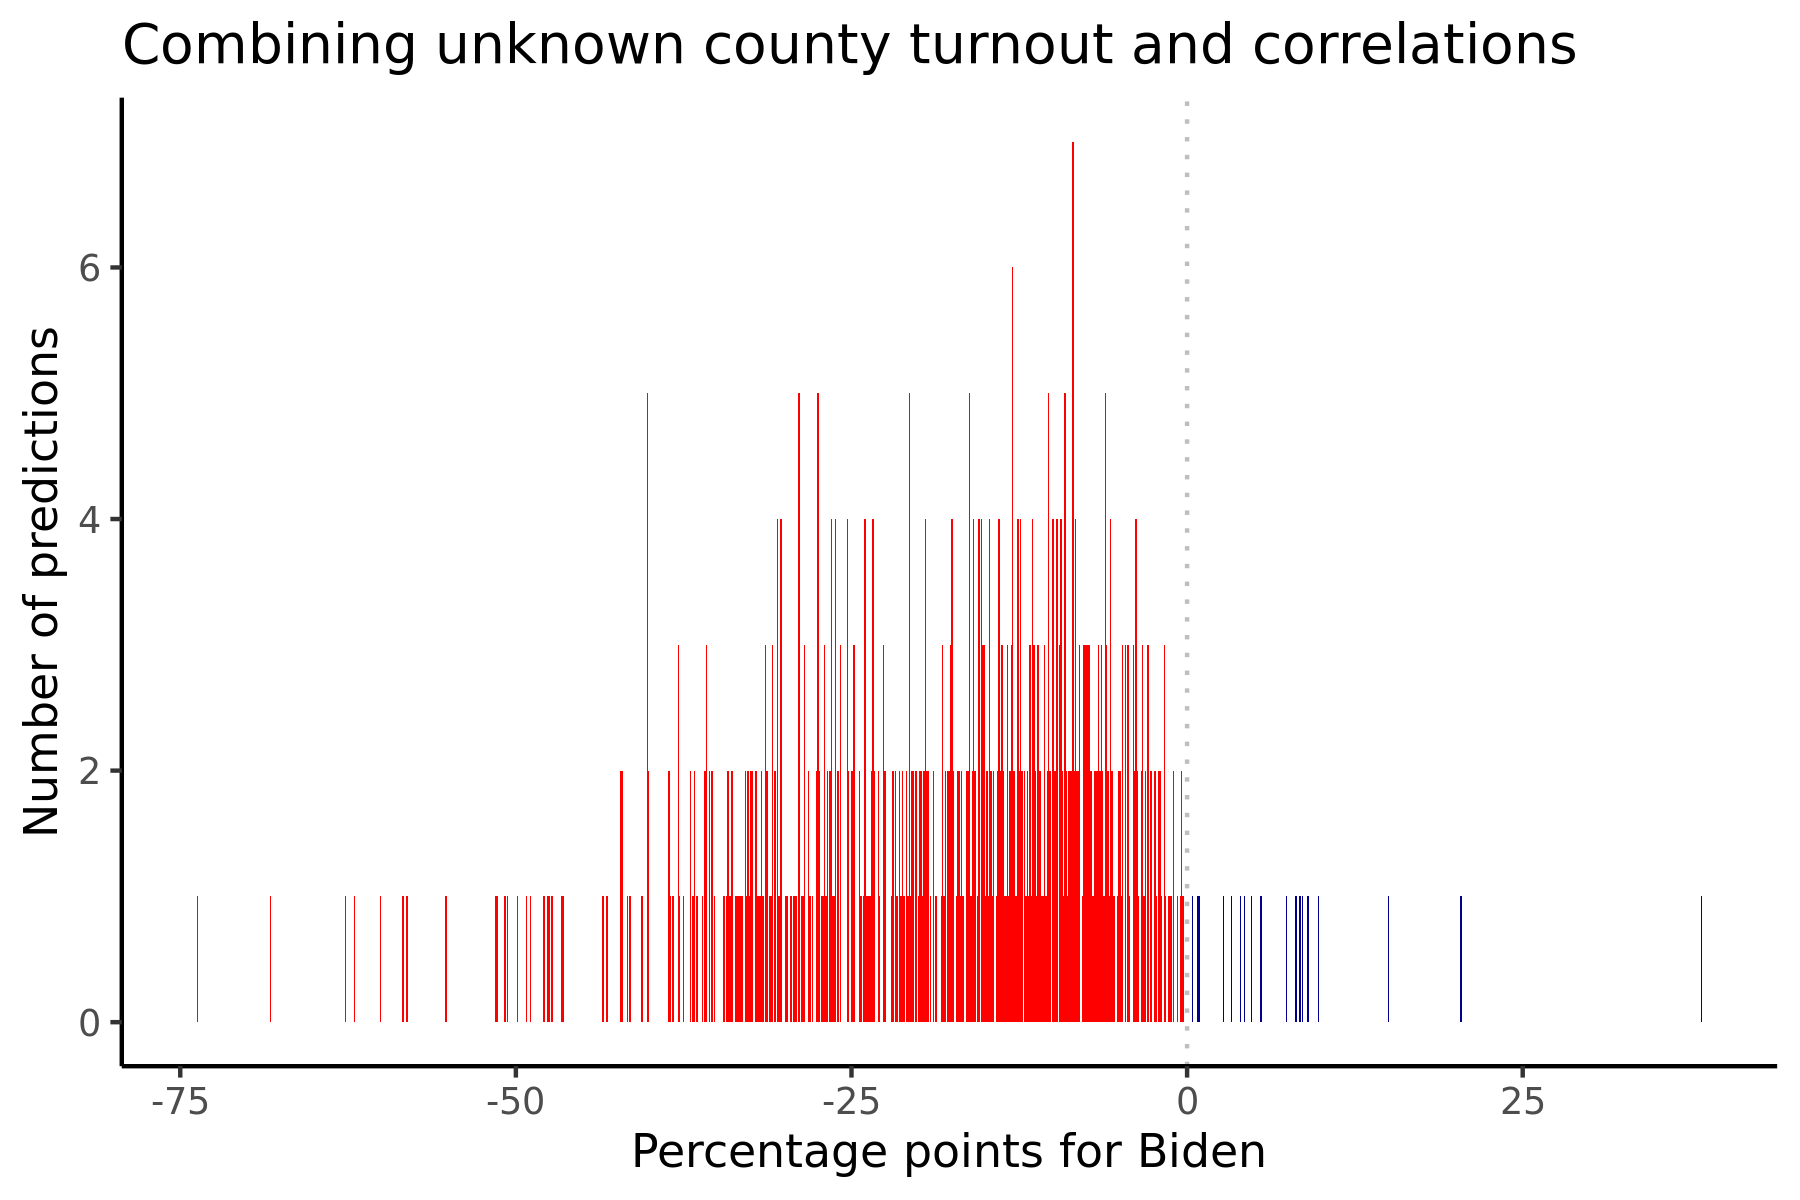 Combining unknown county turnout and correlations
Number of predictions
6
4
2
0
-75 -50 -25 0 25
Percentage points for Biden